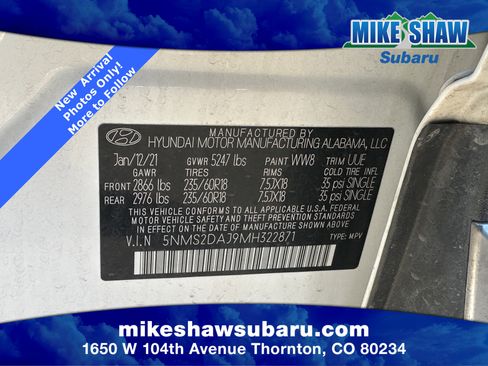 MIKE SHAW
Subaru
New Arrival
Photos Only!
More to Follow
MANUFACTURED BY
HYUNDAI MOTOR MANUFACTURING ALABAMA, LLC
Jan/12/21 GVWR 5247 lbs PAINT WW8 TRIM UUE
GAWR TIRES RIMS COLD TIRE INFL
FRONT 2866 lbs 235/60R18 7.5JX18 35 psi SINGLE
REAR 2976 lbs 235/60R18 7.5JX18 35 psi SINGLE
THIS VEHICLE CONFORMS TO ALL APPLICABLE U.S.
FEDERAL MOTOR VEHICLE SAFETY STANDARDS IN EFFECT
ON THE DATE OF MANUFACTURE SHOWN ABOVE.
V.I.N 5NMS2DAJ9MH322871
TYPE: MPV
mikeshawsubaru.com
1650 W 104th Avenue Thornton, CO 80234